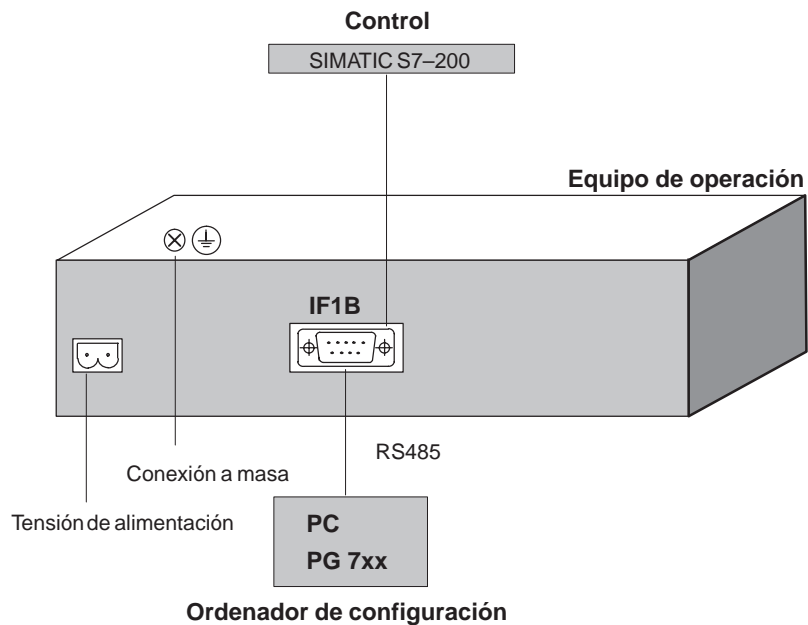 Control
SIMATIC S7–200
Equipo de operación
IF1B
RS485
Conexión a masa
Tensión de alimentación
PC
PG 7xx
Ordenador de configuración